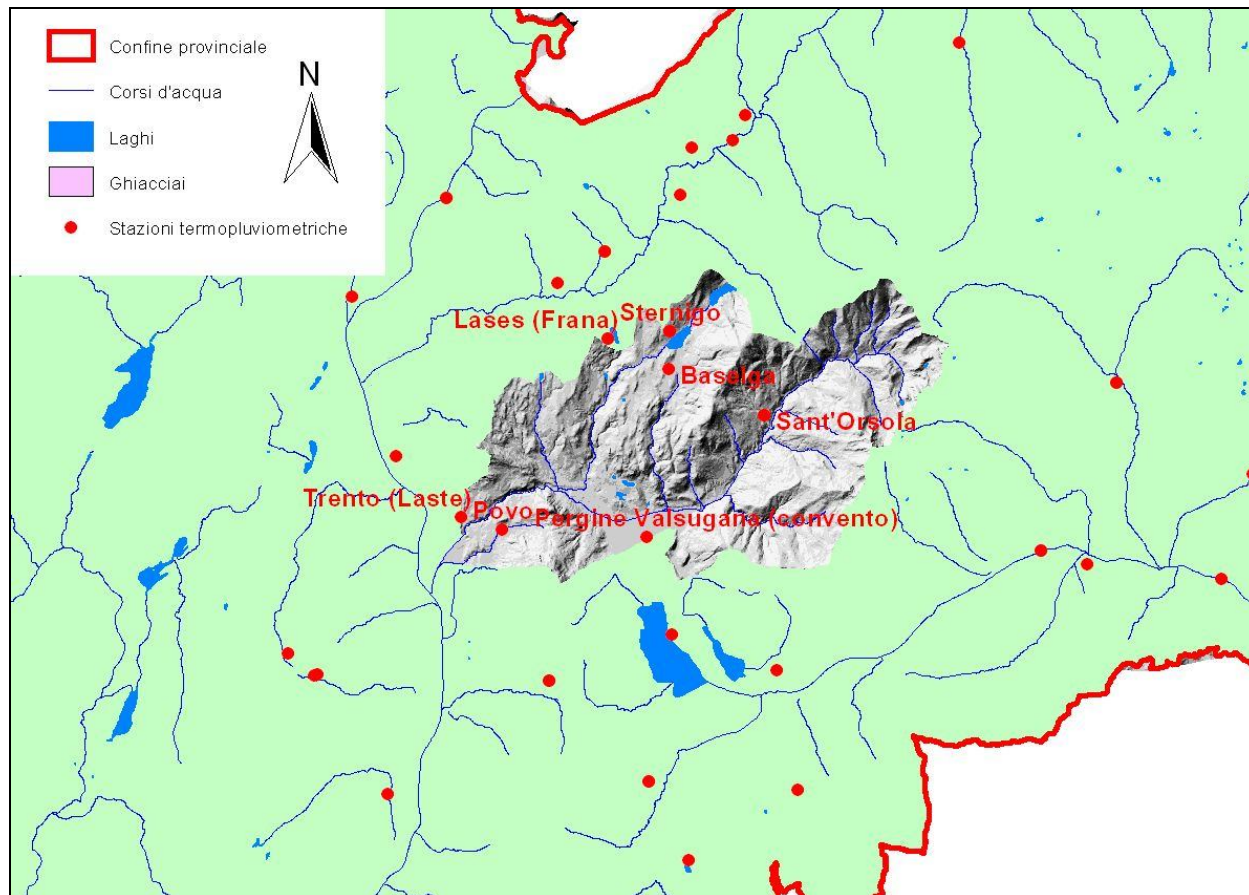 Confine provinciale
N
Corsi d'acqua
Laghi
Ghiacciai
Stazioni termopluviometriche
Lases (Frana)
Sternigo
Baselga
Sant'Orsola
Trento (Laste)
Povo
Pergine Valsugana (convento)